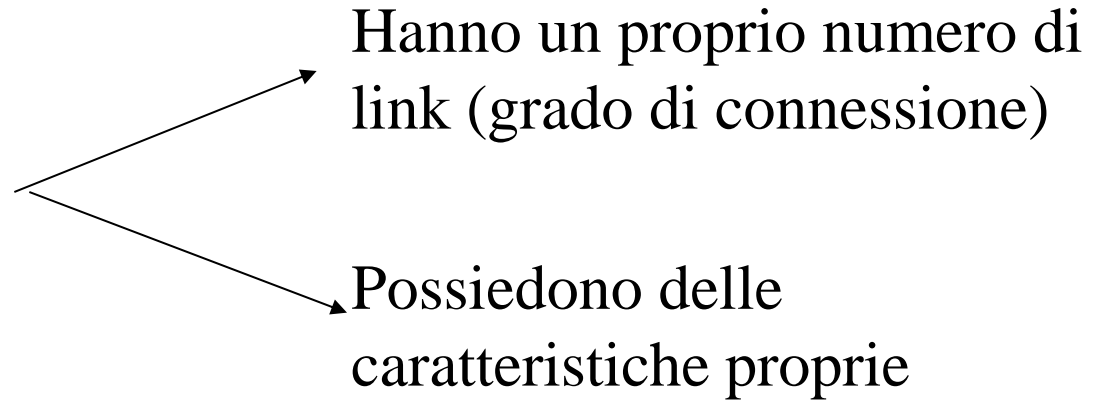 Hanno un proprio numero di
link (grado di connessione)
Possiedono delle
caratteristiche proprie